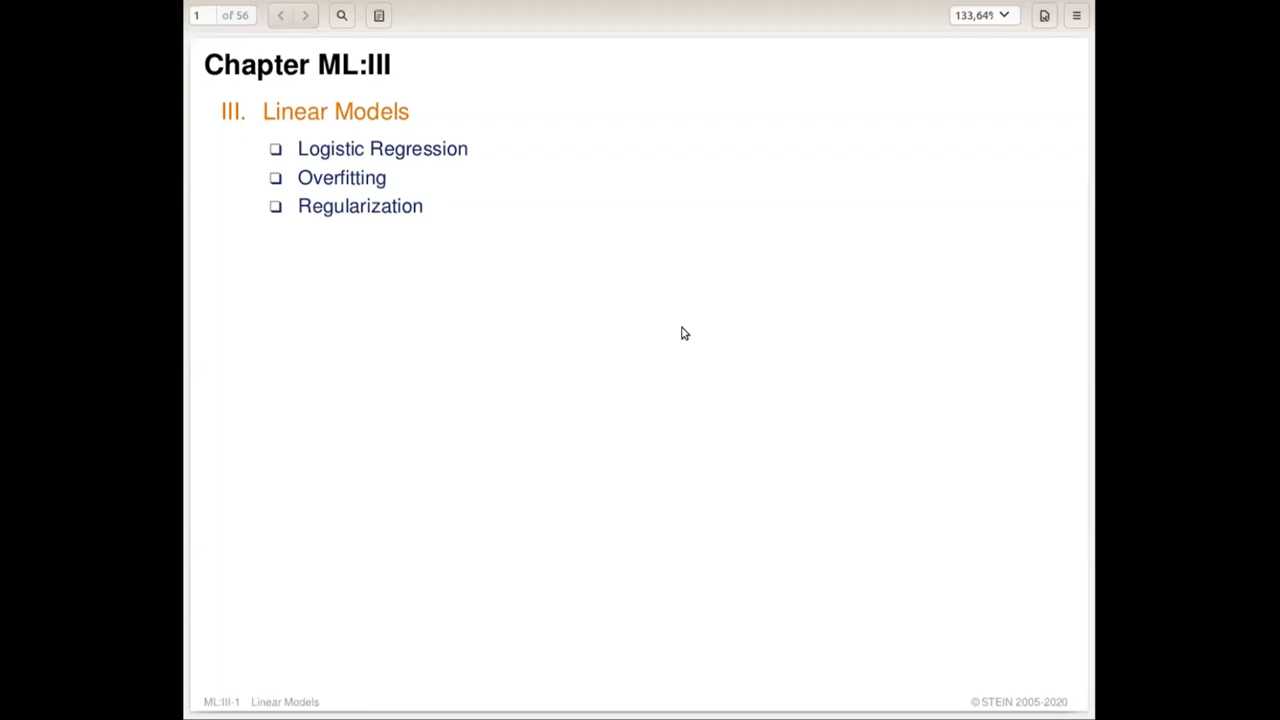 1 of 56 133,64%
Chapter ML:III
III. Linear Models
❑ Logistic Regression
❑ Overfitting
❑ Regularization
ML:III-1 Linear Models © STEIN 2005-2020